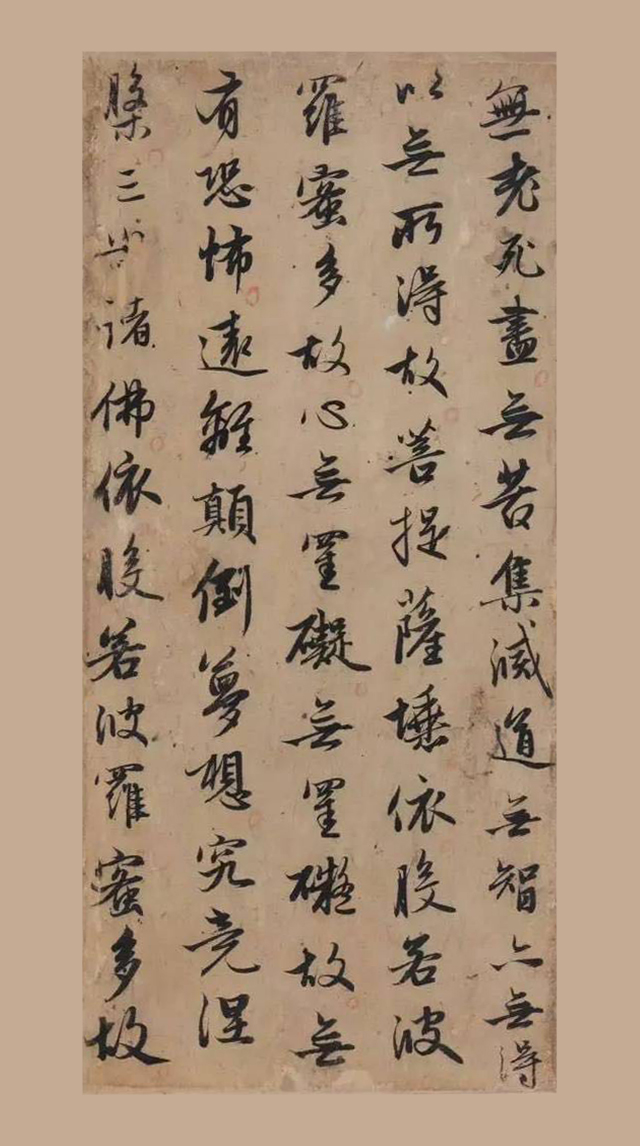 無老死盡無苦集滅道無智亦無得
以無所得故菩提薩埵依般若波
羅蜜多故心無罣礙無罣礙故無
有恐怖遠離顛倒夢想究竟涅
槃三世諸佛依般若波羅蜜多故